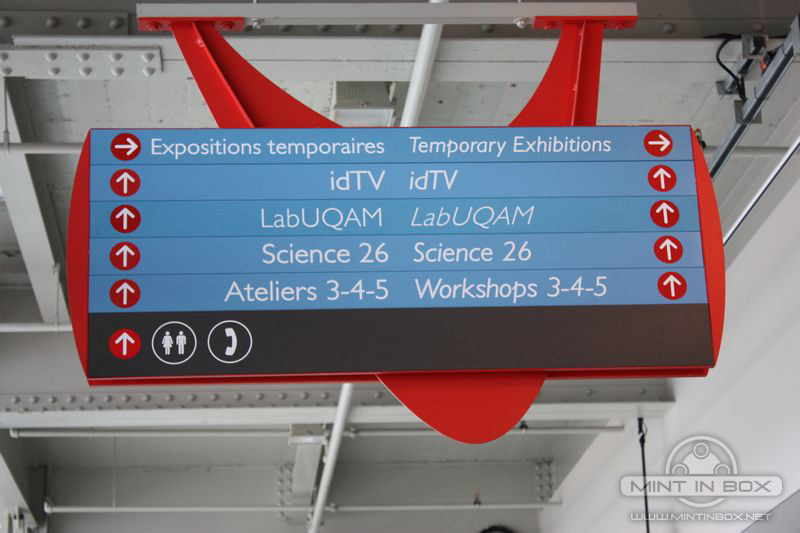 Expositions temporaires Temporary Exhibitions
idTV idTV
LabUQAM LabUQAM
Science 26 Science 26
Ateliers 3-4-5 Workshops 3-4-5
MINT IN BOX
WWW.MINTINBOX.NET